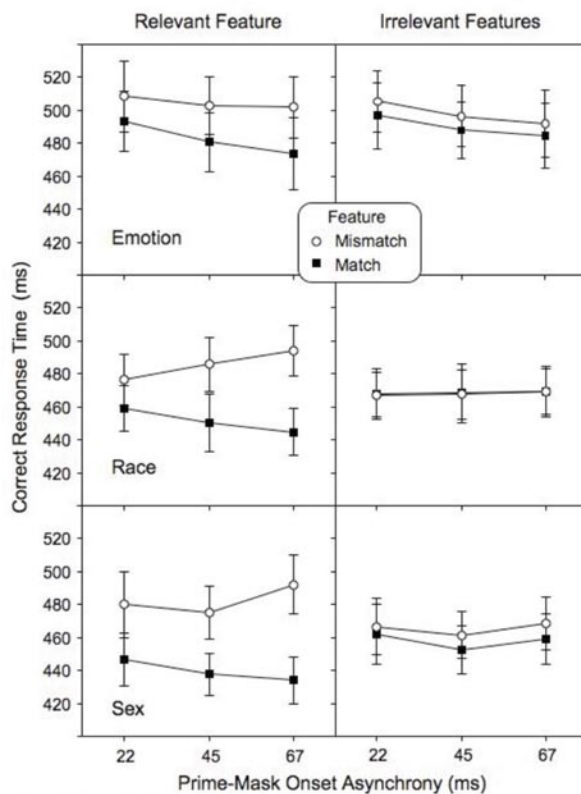 Relevant Feature
Irrelevant Features
520
500
480
460
440
420
Emotion
Feature
Mismatch
Match
520
500
480
460
440
420
Race
520
500
480
460
440
420
Sex
Correct Response Time (ms)
22
45
67
22
45
67
Prime-Mask Onset Asynchrony (ms)